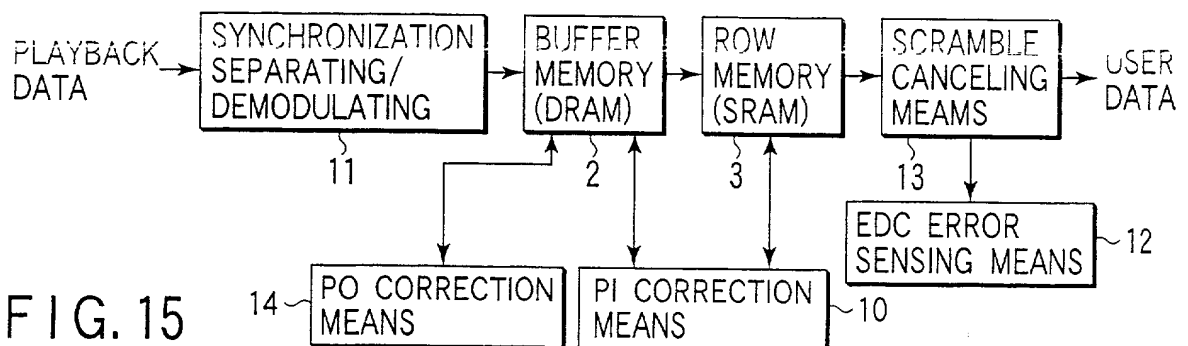 PLAYBACK
DATA
SYNCHRONIZATION
SEPARATING/
DEMODULATING
11
BUFFER
MEMORY
(DRAM)
2
ROW
MEMORY
(SRAM)
3
SCRAMBLE
CANCELING
MEAMS
13
USER
DATA
EDC ERROR
SENSING MEANS
12
14
PO CORRECTION
MEANS
PI CORRECTION
MEANS
10
FIG. 15